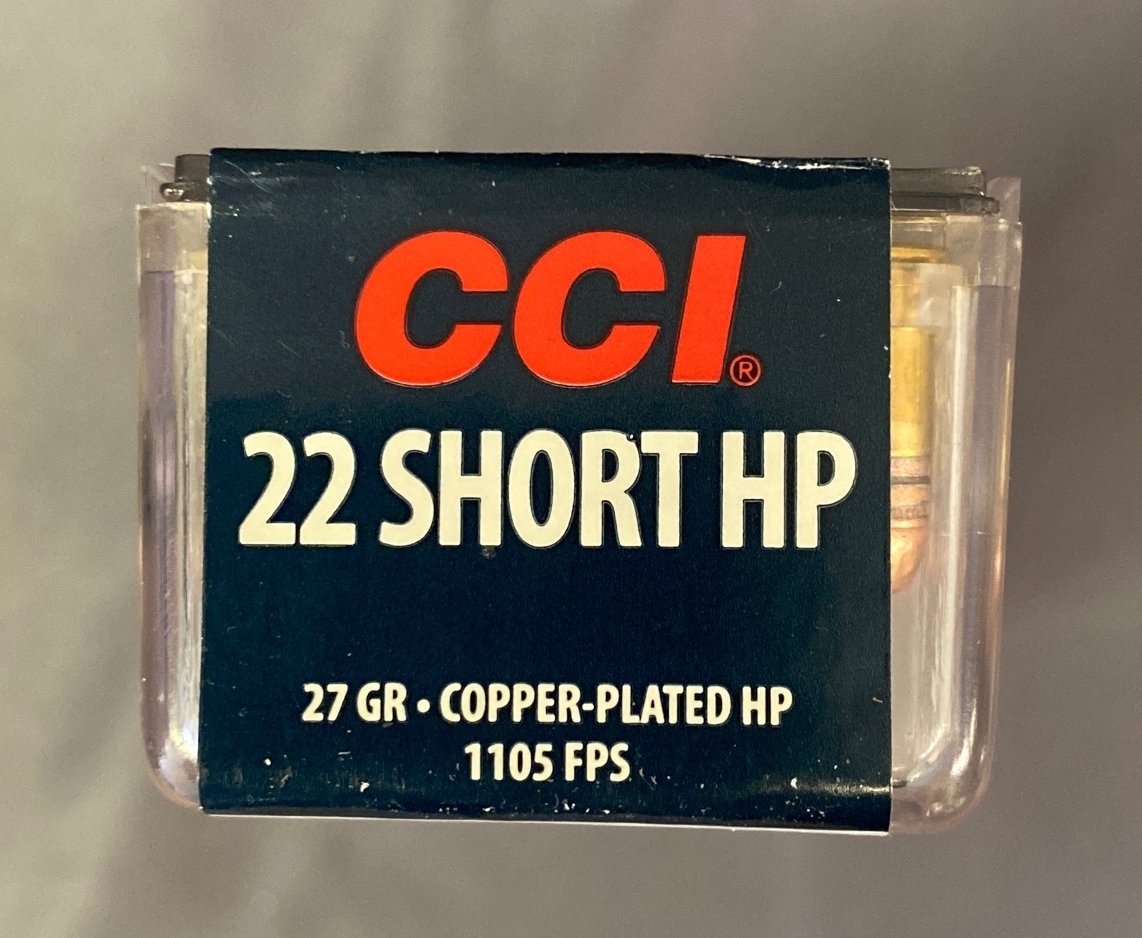 CCI®
22 SHORT HP
27 GR • COPPER-PLATED HP
1105 FPS